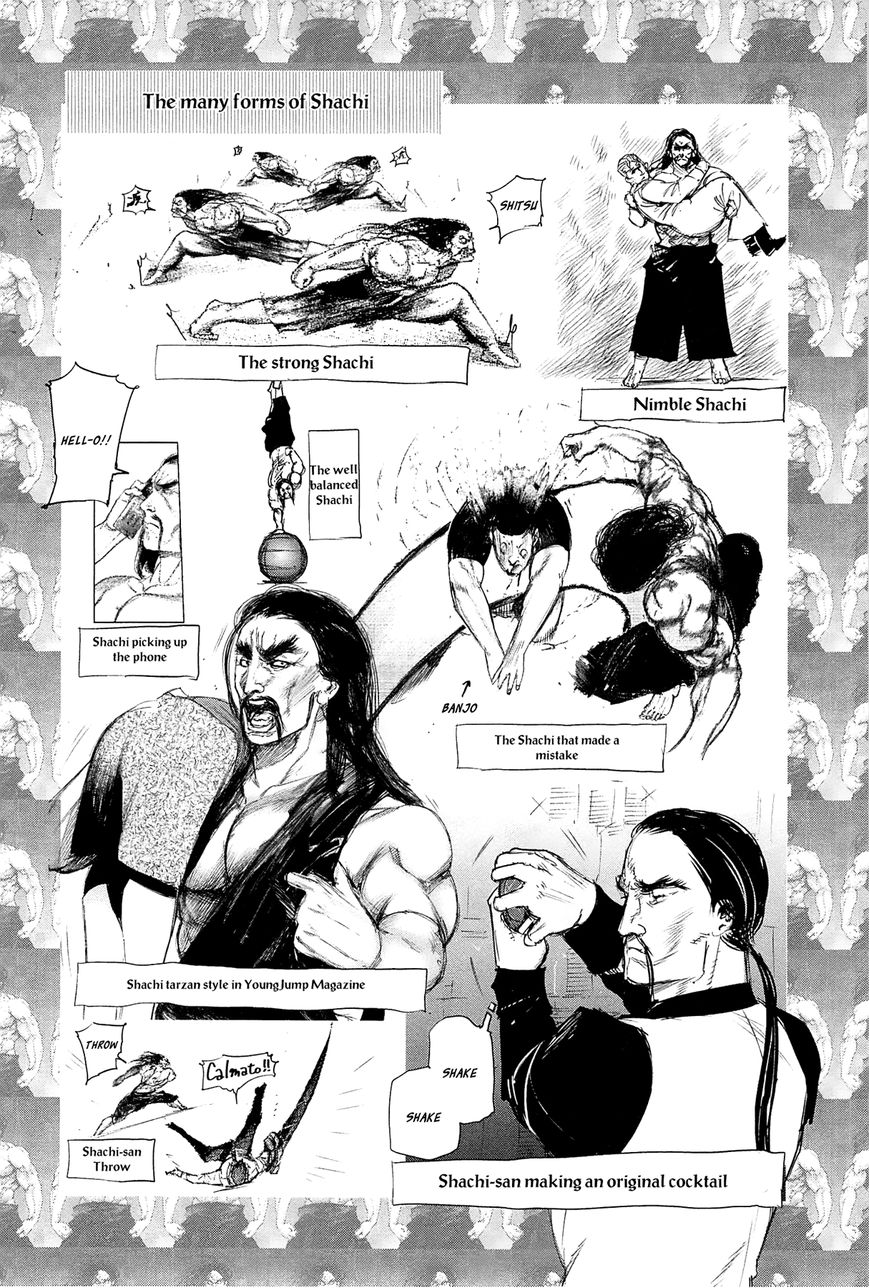 The many forms of Shachi
SHITSU
The strong Shachi
Nimble Shachi
HELL-O!!
The well
balanced
Shachi
Shachi picking up
the phone
BANJO
The Shachi that made a
mistake
Shachi tarzan style in YoungJump Magazine
THROW
Calmato!!
Shachi-san
Throw
SHAKE
SHAKE
Shachi-san making an original cocktail